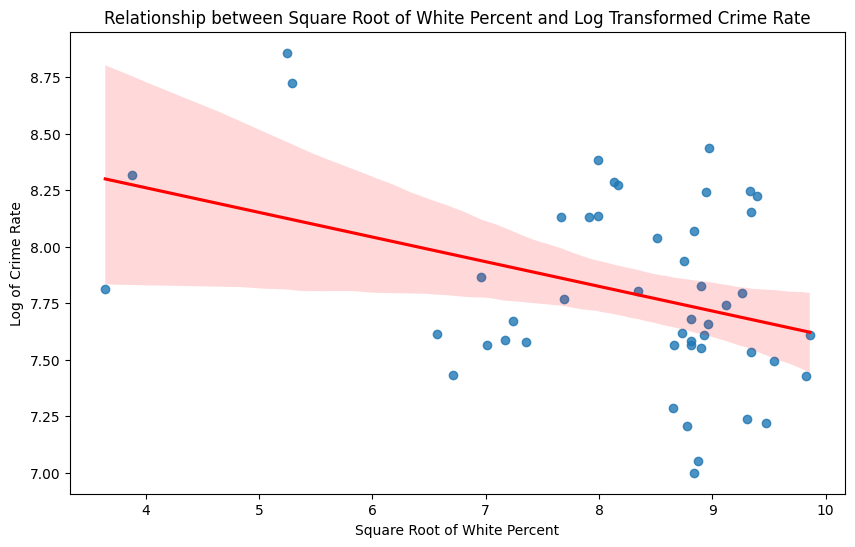 Relationship between Square Root of White Percent and Log Transformed Crime Rate
Log of Crime Rate
8.75
8.50
8.25
8.00
7.75
7.50
7.25
7.00
4 5 6 7 8 9 10
Square Root of White Percent